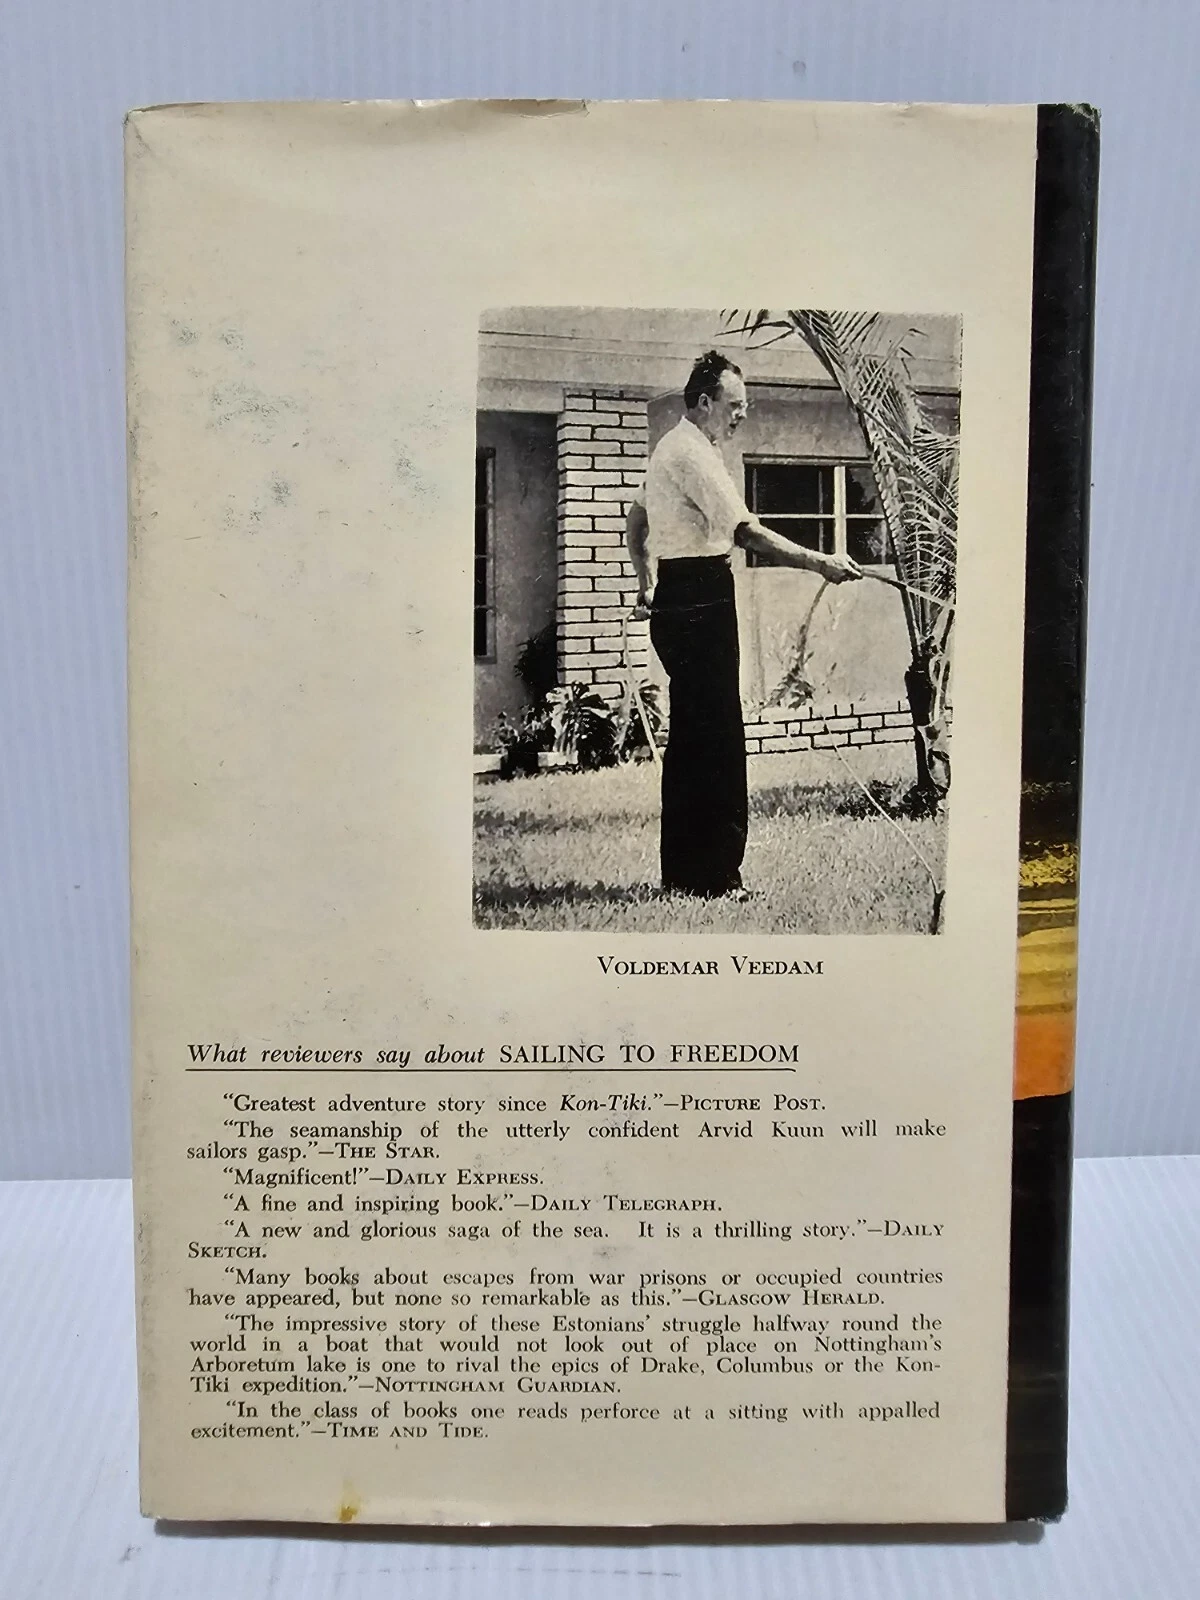 VOLDEMAR VEEDAM
What reviewers say about SAILING TO FREEDOM
“Greatest adventure story since Kon-Tiki.”—PICTURE POST.
“The seamanship of the utterly confident Arvid Kuun will make
sailors gasp.”—THE STAR.
“Magnificent!”—DAILY EXPRESS.
“A fine and inspiring book.”—DAILY TELEGRAPH.
“A new and glorious saga of the sea. It is a thrilling story.”—DAILY
SKETCH.
“Many books about escapes from war prisons or occupied countries
have appeared, but none so remarkable as this.”—GLASGOW HERALD.
“The impressive story of these Estonians’ struggle halfway round the
world in a boat that would not look out of place on Nottingham’s
Arboretum lake is one to rival the epics of Drake, Columbus or the Kon-
Tiki expedition.”—NOTTINGHAM GUARDIAN.
“In the class of books one reads perforce at a sitting with appalled
excitement.”—TIME AND TIDE.